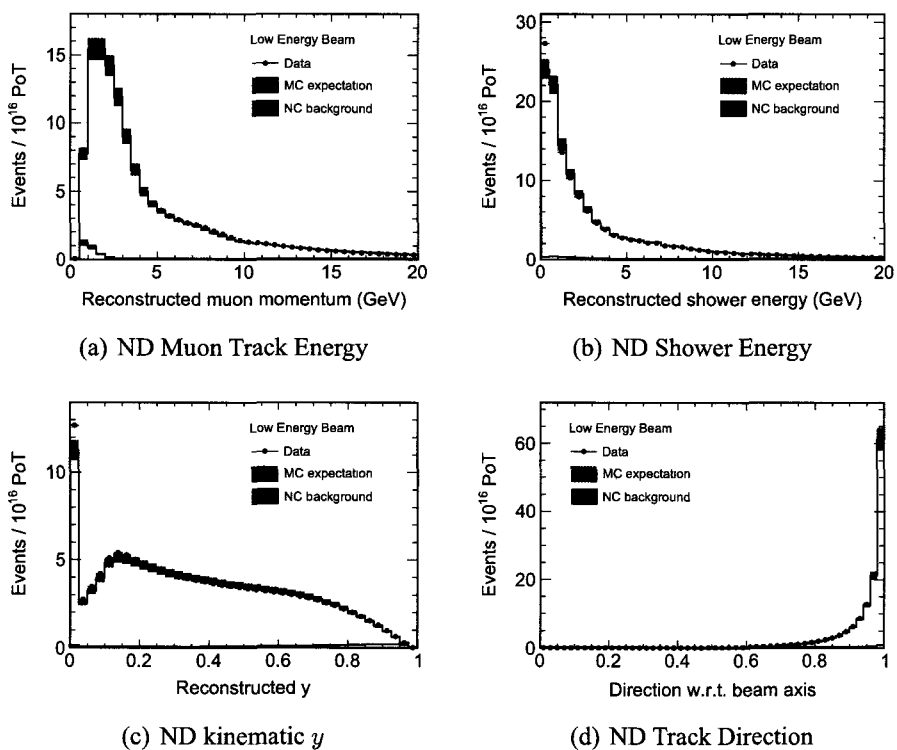 Low Energy Beam
Data
MC expectation
NC background
Events / 10^16 PoT
15
10
5
0
0 5 10 15 20
Reconstructed muon momentum (GeV)
(a) ND Muon Track Energy
Low Energy Beam
Data
MC expectation
NC background
Events / 10^16 PoT
30
20
10
0
0 5 10 15 20
Reconstructed shower energy (GeV)
(b) ND Shower Energy
Low Energy Beam
Data
MC expectation
NC background
Events / 10^16 PoT
10
5
0
0 0.2 0.4 0.6 0.8 1
Reconstructed y
(c) ND kinematic y
Low Energy Beam
Data
MC expectation
NC background
Events / 10^16 PoT
60
40
20
0
0 0.2 0.4 0.6 0.8 1
Direction w.r.t. beam axis
(d) ND Track Direction